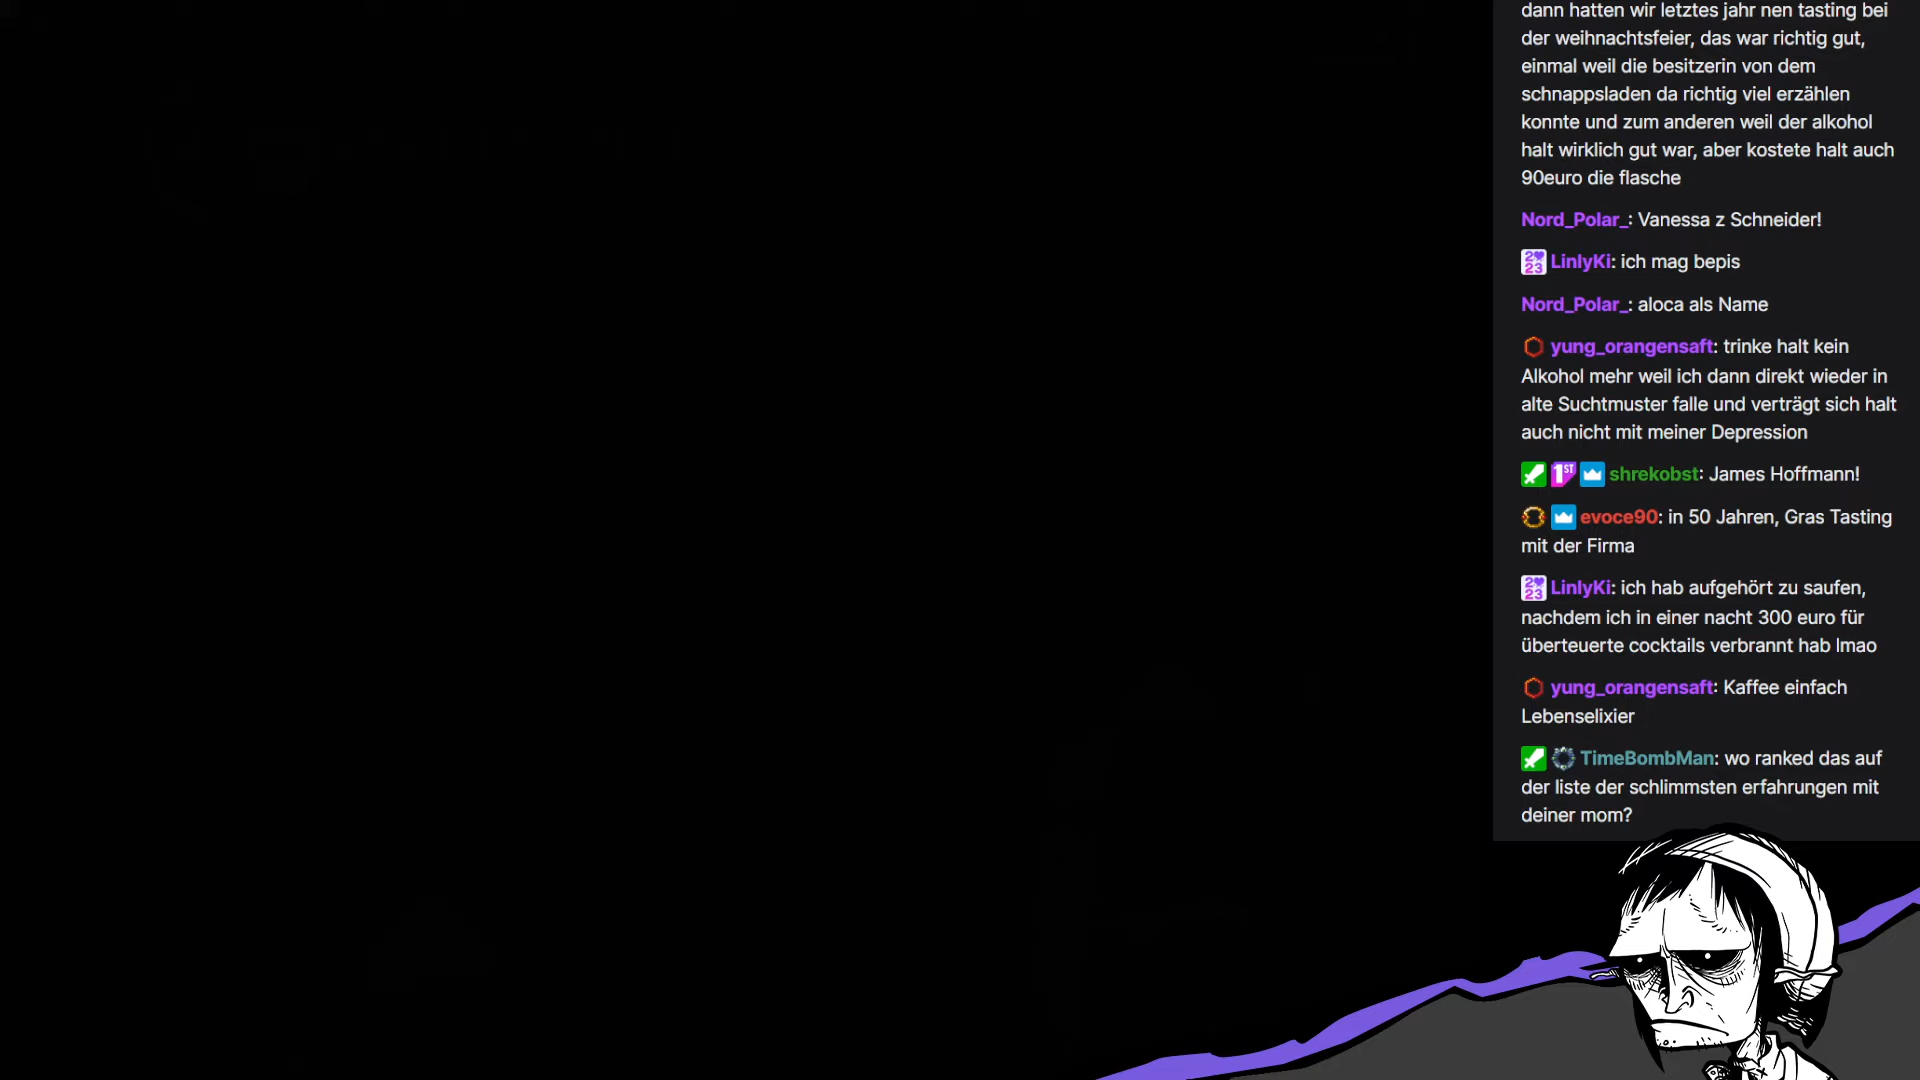 dann hatten wir letztes jahr nen tasting bei
der weihnachtsfeier, das war richtig gut,
einmal weil die besitzerin von dem
schnappsladen da richtig viel erzählen
konnte und zum anderen weil der alkohol
halt wirklich gut war, aber kostete halt auch
90euro die flasche
Nord_Polar_: Vanessa z Schneider!
2023 LinlyKi: ich mag bepis
Nord_Polar_: aloca als Name
yung_orangensaft: trinke halt kein
Alkohol mehr weil ich dann direkt wieder in
alte Suchtmuster falle und verträgt sich halt
auch nicht mit meiner Depression
1ST shrekobst: James Hoffmann!
evoce90: in 50 Jahren, Gras Tasting
mit der Firma
2023 LinlyKi: ich hab aufgehört zu saufen,
nachdem ich in einer nacht 300 euro für
überteuerte cocktails verbrannt hab lmao
yung_orangensaft: Kaffee einfach
Lebenselixier
TimeBombMan: wo ranked das auf
der liste der schlimmsten erfahrungen mit
deiner mom?